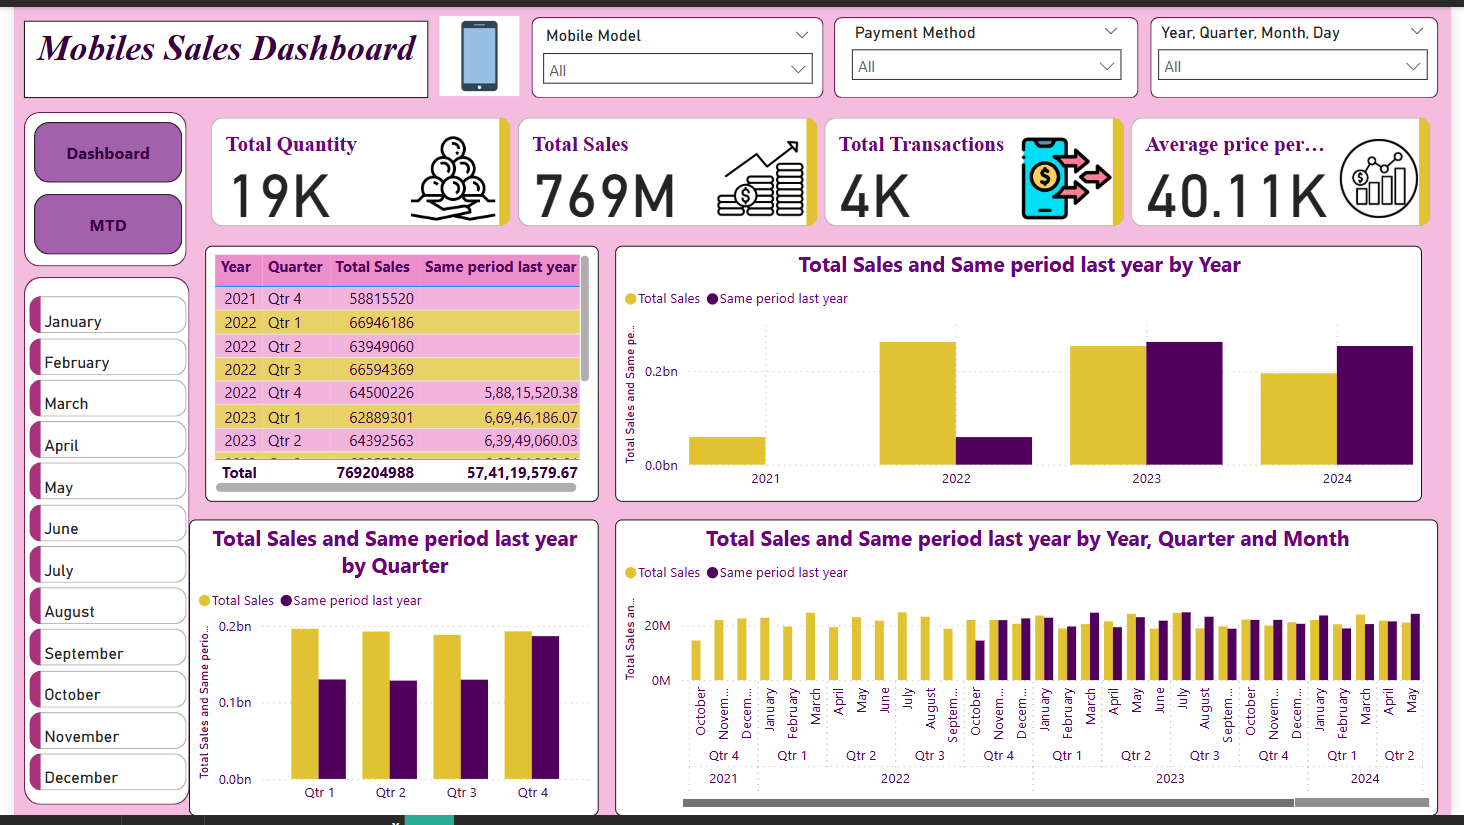 Mobiles Sales Dashboard
Mobile Model
All
Payment Method
All
Year, Quarter, Month, Day
All
Dashboard
MTD
Total Quantity
19K
Total Sales
769M
Total Transactions
4K
Average price per...
40.11K
January
February
March
April
May
June
July
August
September
October
November
December
Year Quarter Total Sales Same period last year
2021 Qtr 4 58815520
2022 Qtr 1 66946186
2022 Qtr 2 63949060
2022 Qtr 3 66594369
2022 Qtr 4 64500226 5,88,15,520.38
2023 Qtr 1 62889301 6,69,46,186.07
2023 Qtr 2 64392563 6,39,49,060.03
Total 769204988 57,41,19,579.67
Total Sales and Same period last year by Year
Total Sales Same period last year
Total Sales and Same pe...
0.2bn
0.0bn
2021 2022 2023 2024
Total Sales and Same period last year
by Quarter
Total Sales Same period last year
Total Sales and Same perio...
0.2bn
0.1bn
0.0bn
Qtr 1 Qtr 2 Qtr 3 Qtr 4
Total Sales and Same period last year by Year, Quarter and Month
Total Sales Same period last year
Total Sales an...
20M
0M
October Novem... Decem... January February March April May June July August Septem... October Novem... Decem... January February March April May June July August Septem... October Novem... Decem... January February March April May
Qtr 4 Qtr 1 Qtr 2 Qtr 3 Qtr 4 Qtr 1 Qtr 2 Qtr 3 Qtr 4 Qtr 1 Qtr 2
2021 2022 2023 2024